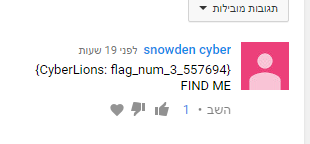 תגובות מובילות
snowden cyber לפני 19 שעות
{CyberLions: flag_num_3_557694}
FIND ME
השב • 1